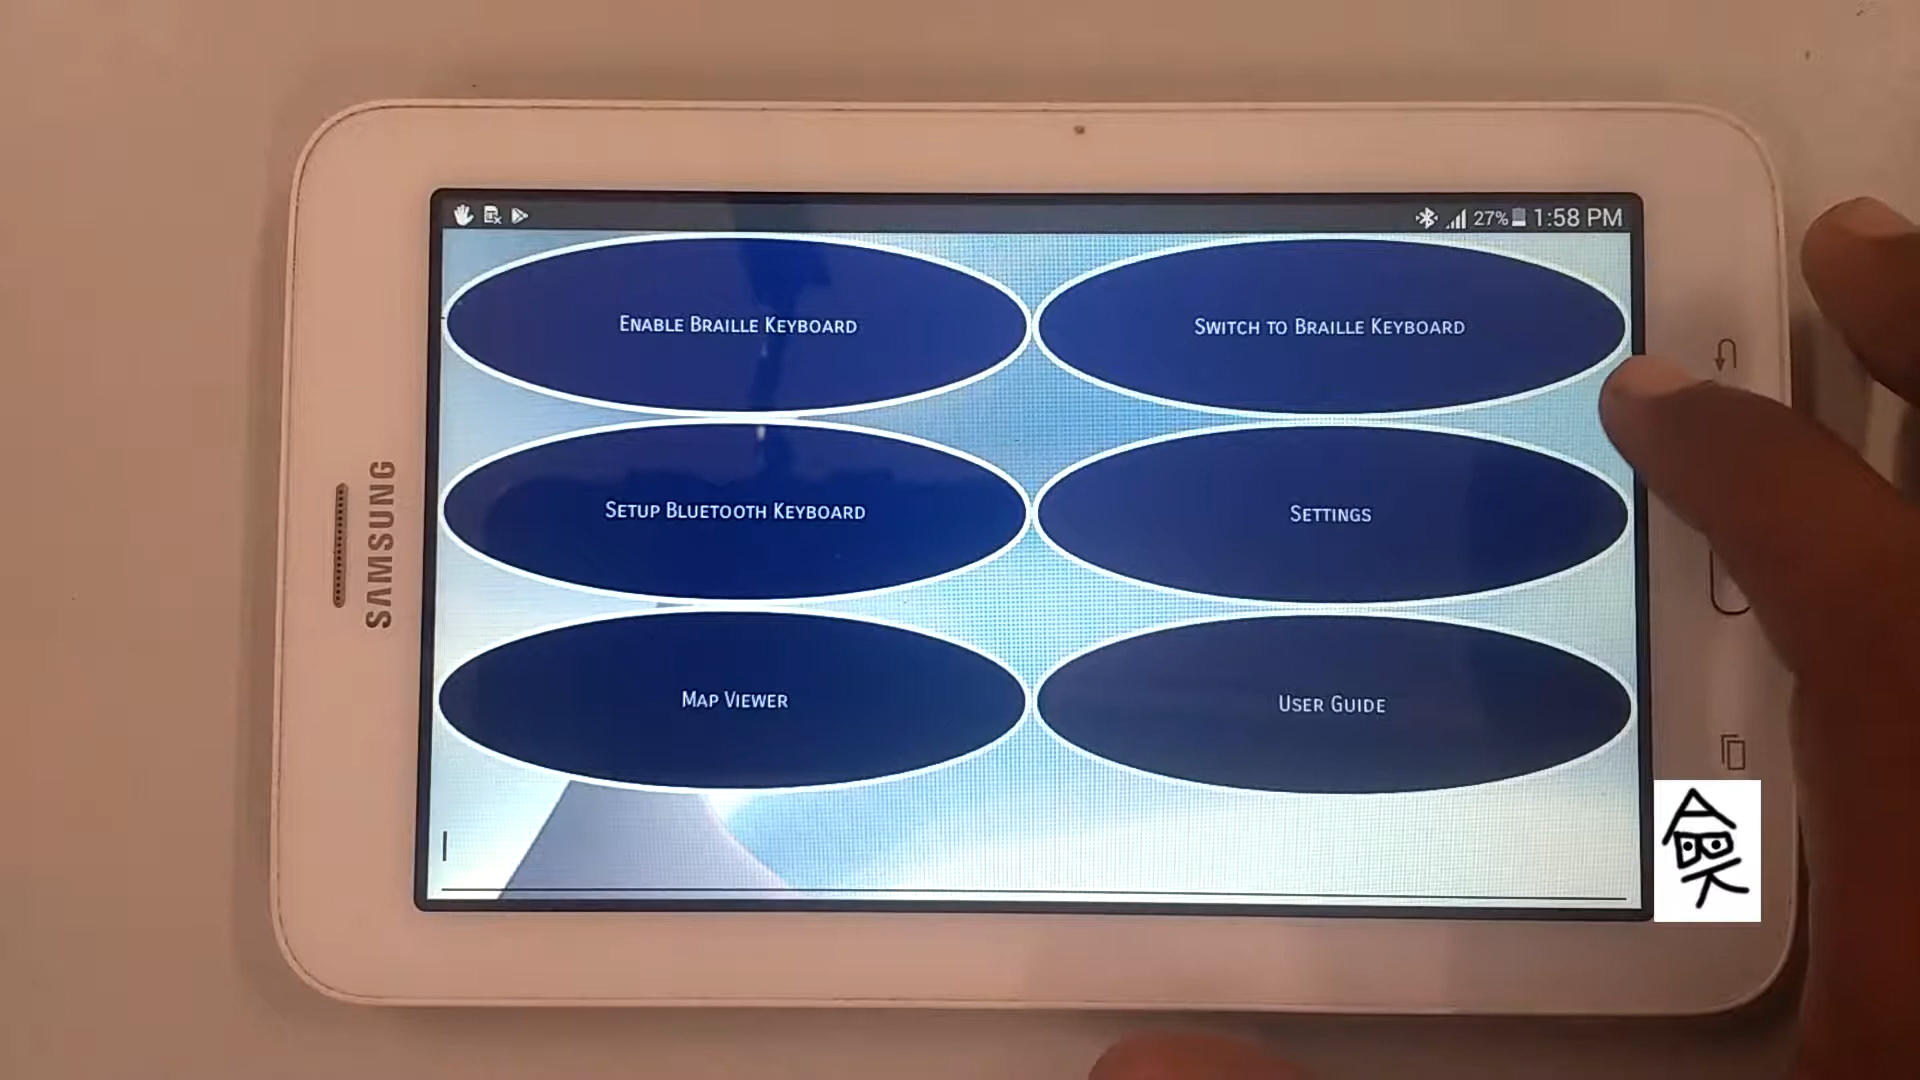 27% 1:58 PM
ENABLE BRAILLE KEYBOARD
SWITCH TO BRAILLE KEYBOARD
SETUP BLUETOOTH KEYBOARD
SETTINGS
MAP VIEWER
USER GUIDE
SAMSUNG